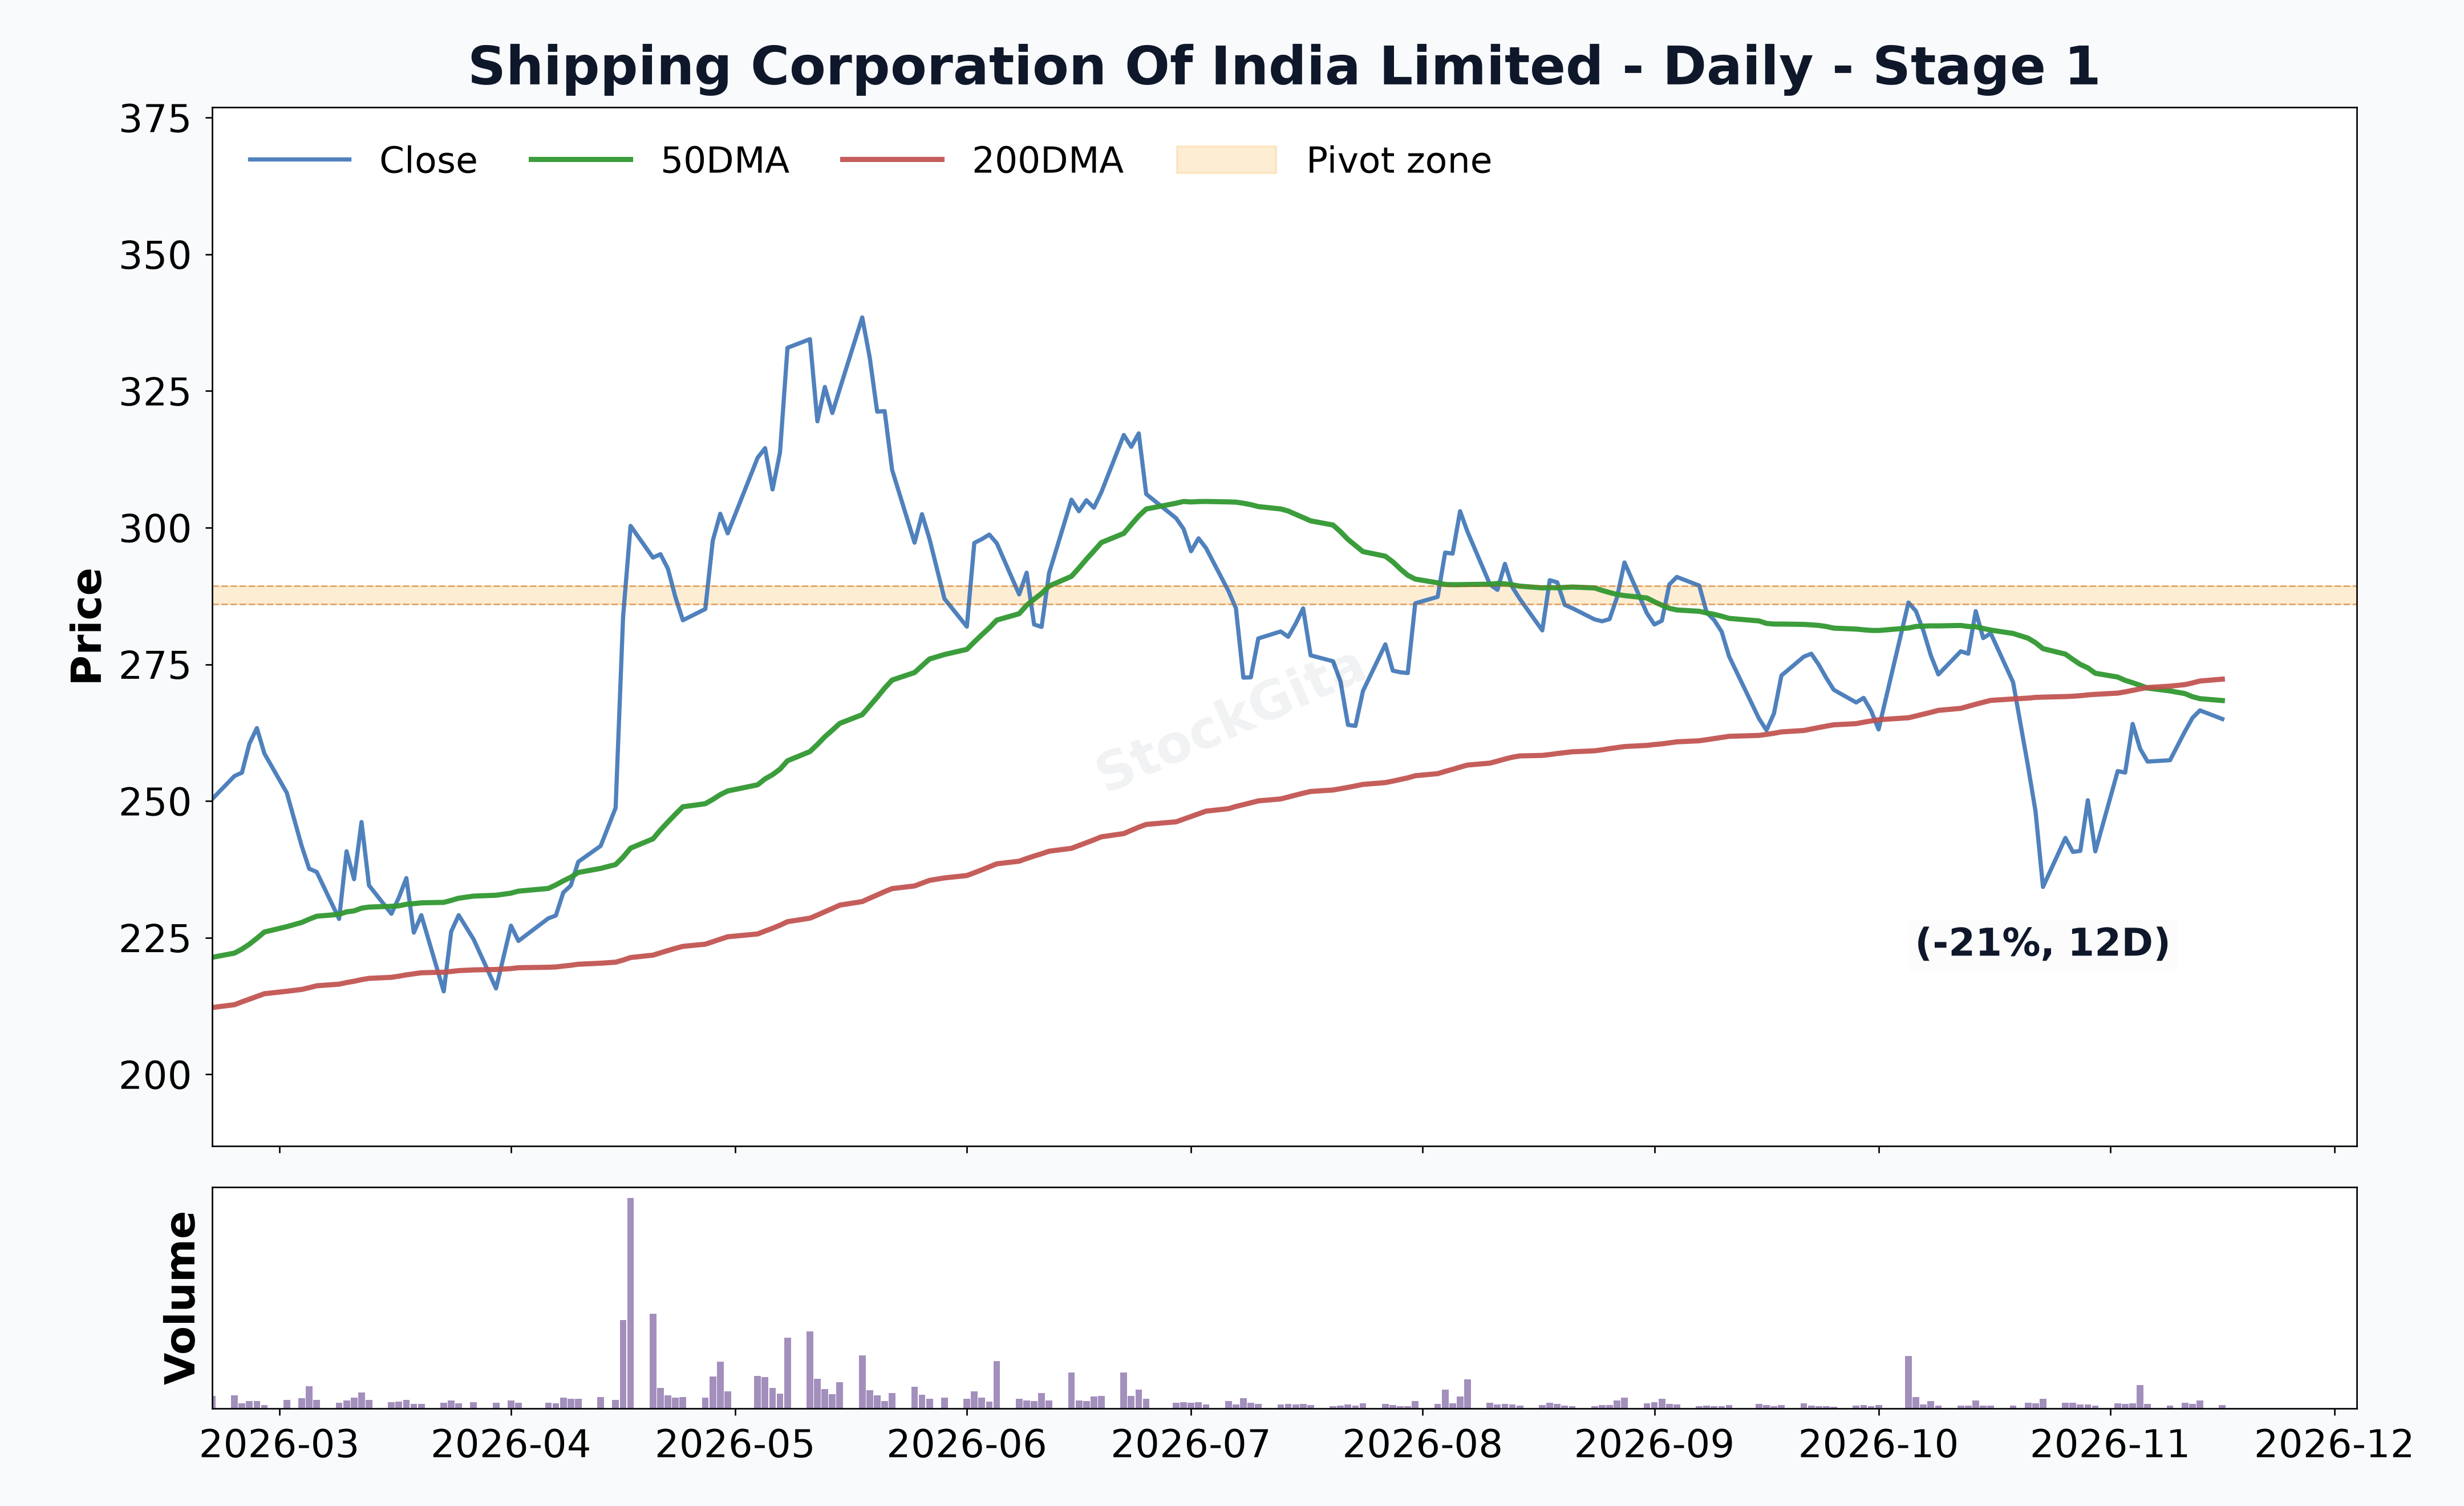 Shipping Corporation Of India Limited - Daily - Stage 1
Close 50DMA 200DMA Pivot zone
375
350
325
300
275
250
225
200
Price
StockGita
(-21%, 12D)
Volume
2026-03 2026-04 2026-05 2026-06 2026-07 2026-08 2026-09 2026-10 2026-11 2026-12